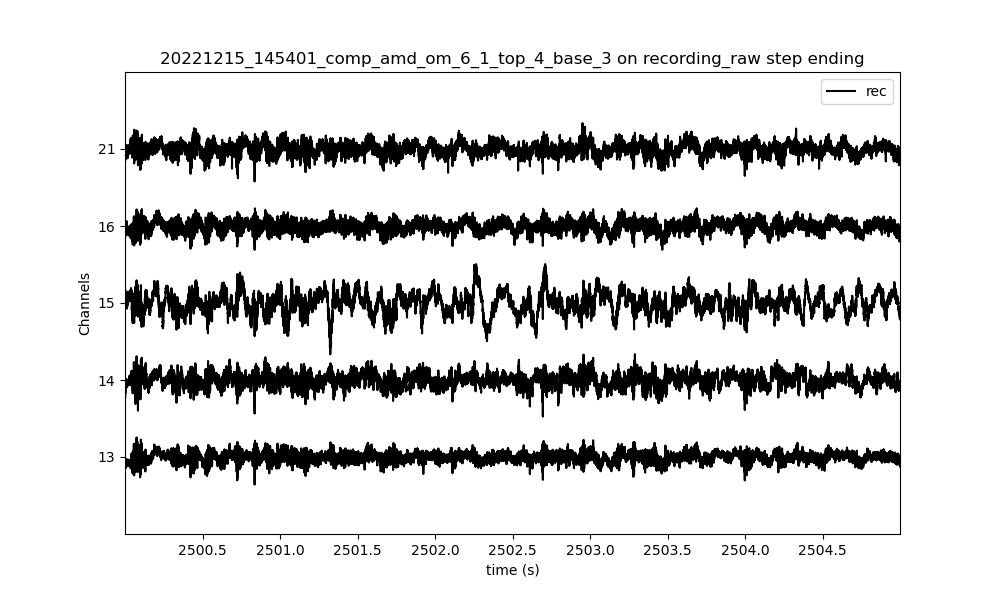 20221215_145401_comp_amd_om_6_1_top_4_base_3 on recording_raw step ending
rec
21
16
15
14
13
Channels
2500.5 2501.0 2501.5 2502.0 2502.5 2503.0 2503.5 2504.0 2504.5
time (s)